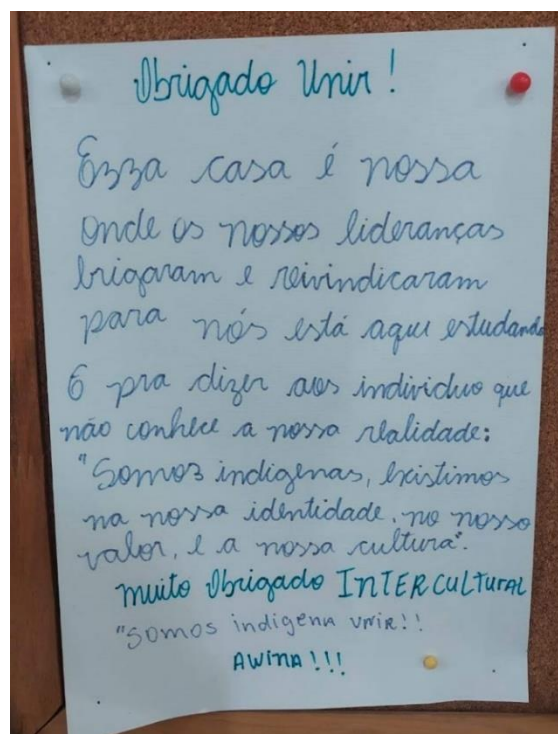 Obrigado Unir!
Ezza casa é nossa
onde os nossos lideranças
brigaram e reivindicaram
para nós está aqui estudando
É pra dizer aos individuo que
não conhece a nossa realidade:
"Somos indigenas, existimos
na nossa identidade, no nosso
valor, e a nossa cultura".
Muito Obrigado INTERCULTURAL
"Somos indigena UNIR!!
AWINA!!!